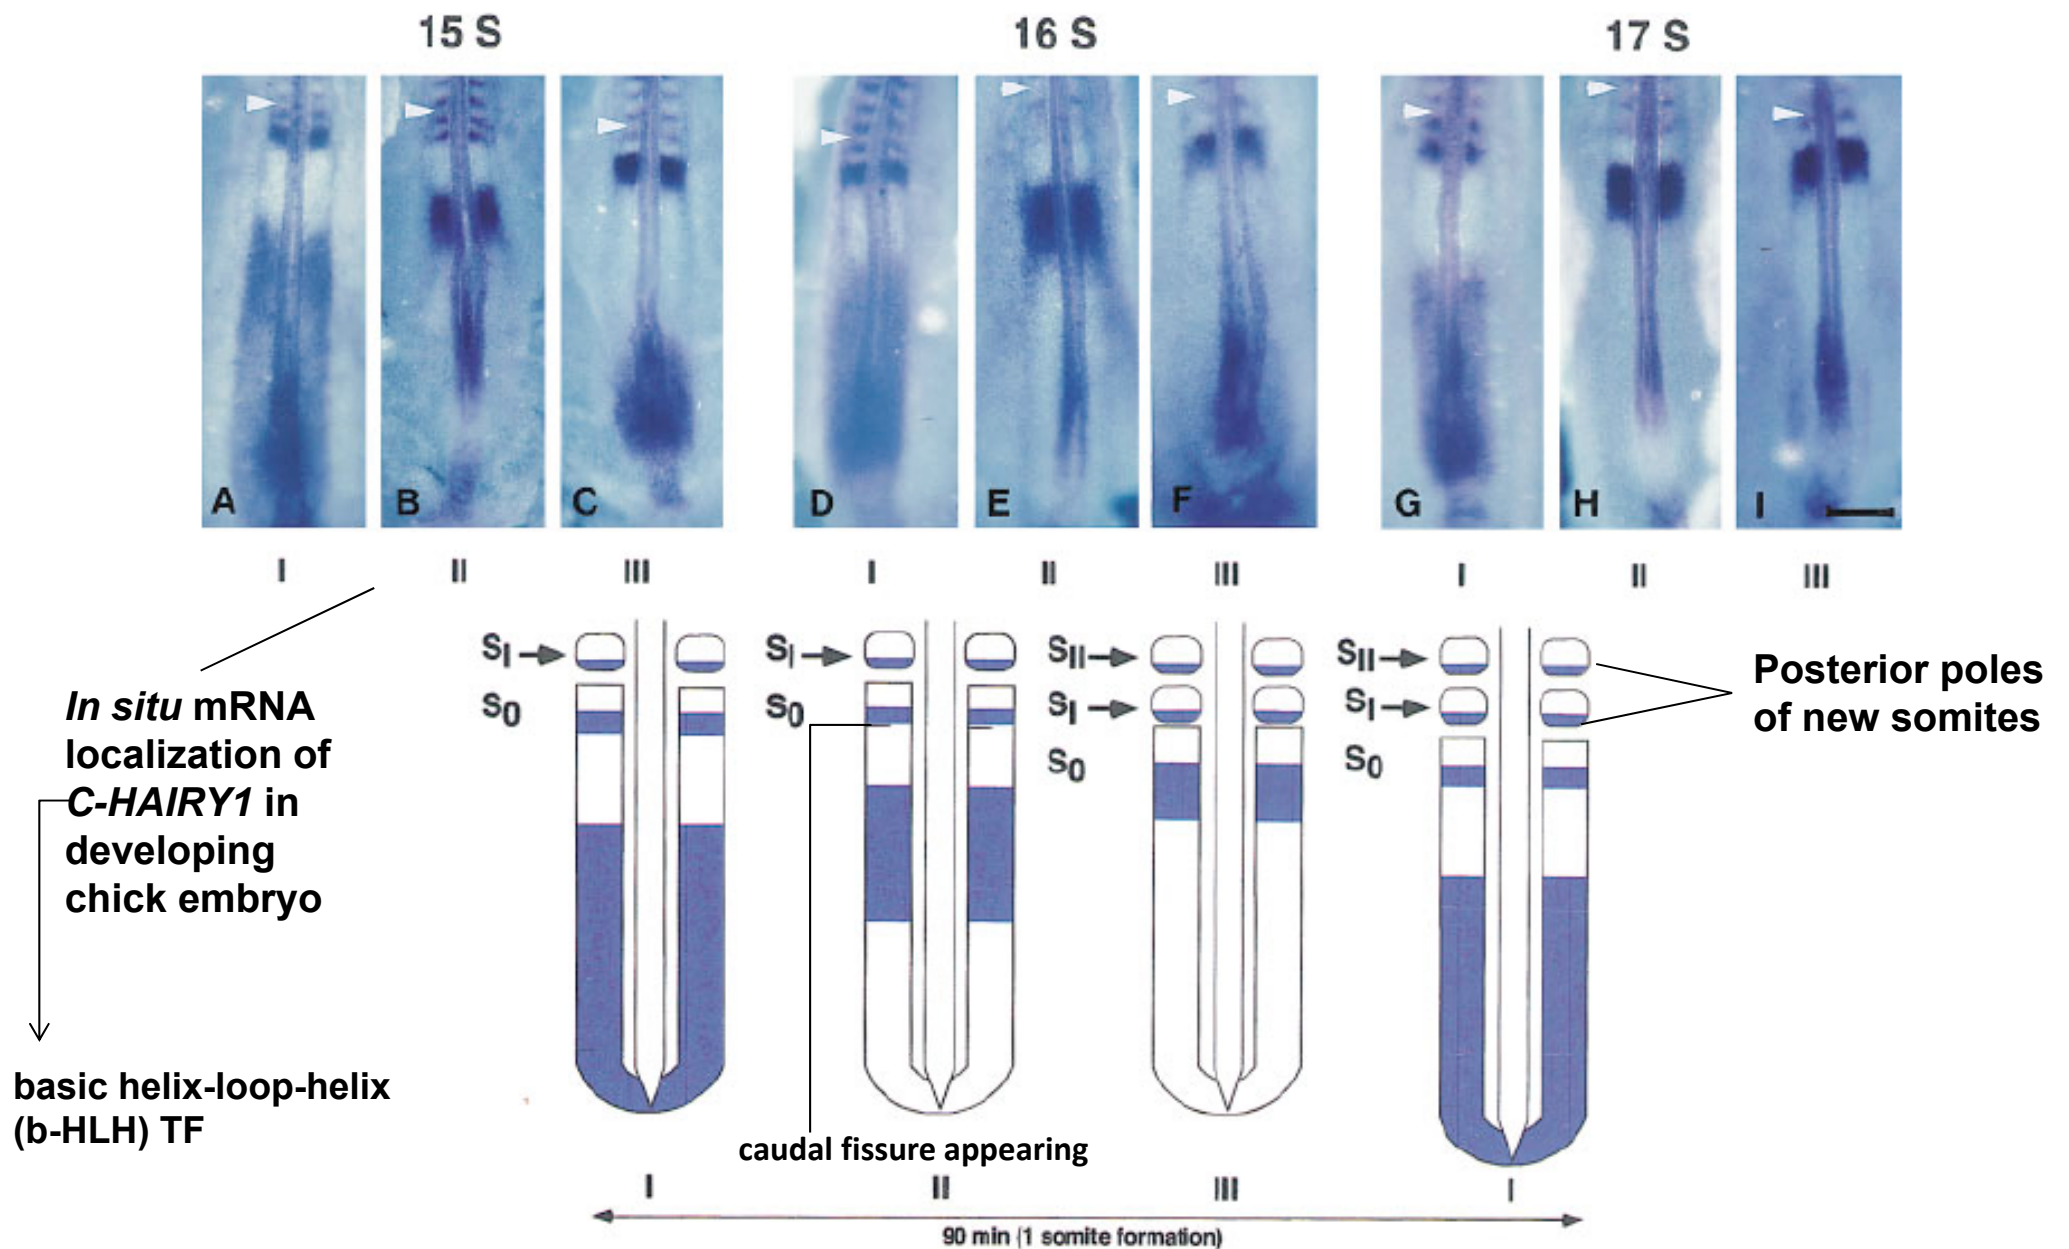 15 S 16 S 17 S
A B C D E F G H I
I II III I II III I II III
S0 SI
S0 SI
S0 SI SII
S0 SI SII
In situ mRNA
localization of
C-HAIRY1 in
developing
chick embryo
basic helix-loop-helix
(b-HLH) TF
Posterior poles
of new somites
caudal fissure appearing
I II III I
90 min (1 somite formation)